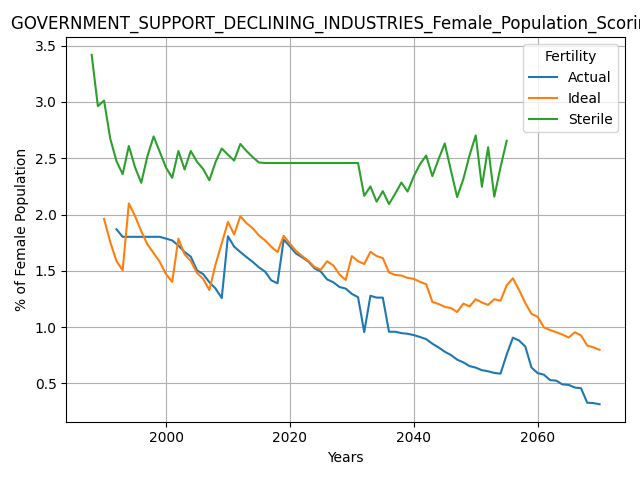 GOVERNMENT_SUPPORT_DECLINING_INDUSTRIES_Female_Population_Scorin
3.5
3.0
2.5
2.0
1.5
1.0
0.5
% of Female Population
Fertility
Actual
Ideal
Sterile
2000 2020 2040 2060
Years